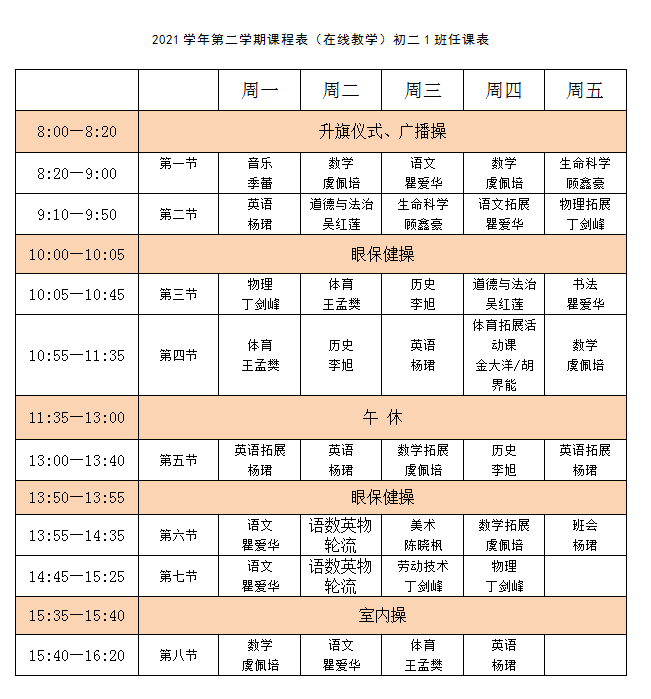 2021学年第二学期课程表（在线教学）初二1班任课表
周一 周二 周三 周四 周五
8:00—8:20 升旗仪式、广播操
8:20—9:00 第一节 音乐 数学 语文 数学 生命科学
季蕾 虞佩培 瞿爱华 虞佩培 顾鑫豪
9:10—9:50 第二节 英语 道德与法治 生命科学 语文拓展 物理拓展
杨珺 吴红莲 顾鑫豪 瞿爱华 丁剑峰
10:00—10:05 眼保健操
10:05—10:45 第三节 物理 体育 历史 道德与法治 书法
丁剑峰 王孟樊 李旭 吴红莲 瞿爱华
10:55—11:35 第四节 体育 历史 英语 体育拓展活 数学
王孟樊 李旭 杨珺 动课 虞佩培
金大洋/胡
界能
11:35—13:00 午 休
13:00—13:40 第五节 英语拓展 英语 数学拓展 历史 英语拓展
杨珺 杨珺 虞佩培 李旭 杨珺
13:50—13:55 眼保健操
13:55—14:35 第六节 语文 语数英物 美术 数学拓展 班会
瞿爱华 轮流 陈晓枫 虞佩培 杨珺
14:45—15:25 第七节 语文 语数英物 劳动技术 物理
瞿爱华 轮流 丁剑峰 丁剑峰
15:35—15:40 室内操
15:40—16:20 第八节 数学 语文 体育 英语
虞佩培 瞿爱华 王孟樊 杨珺